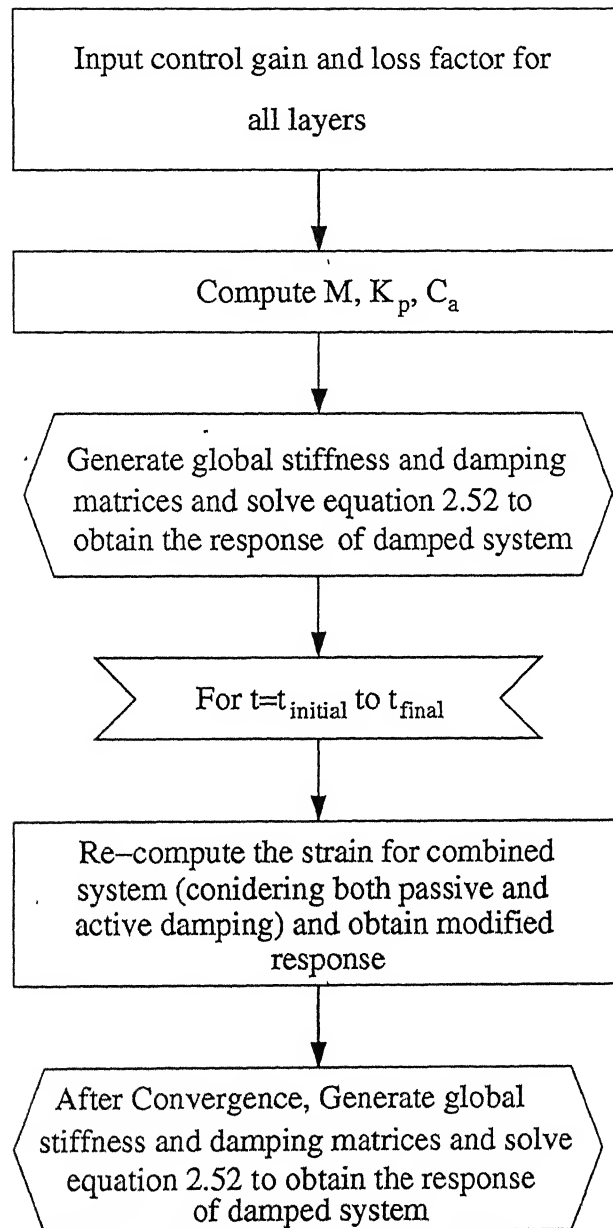 Input control gain and loss factor for
all layers
Compute M, K_p, C_a
Generate global stiffness and damping
matrices and solve equation 2.52 to
obtain the response of damped system
For t=t_initial to t_final
Re-compute the strain for combined
system (conidering both passive and
active damping) and obtain modified
response
After Convergence, Generate global
stiffness and damping matrices and solve
equation 2.52 to obtain the response
of damped system